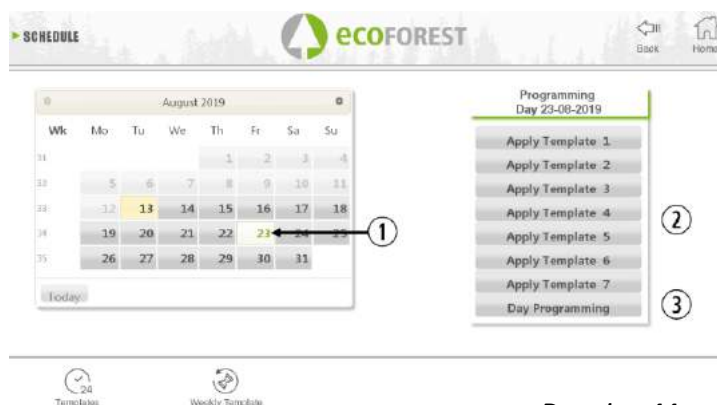 SCHEDULE
ecoFOREST
Back
Home
August 2019
Wk Mo Tu We Th Fr Sa Su
31 1 2 3 4
32 5 6 7 8 9 10 11
33 12 13 14 15 16 17 18
34 19 20 21 22 23 24 25
35 26 27 28 29 30 31
Today
1
Programming
Day 23-08-2019
Apply Template 1
Apply Template 2
Apply Template 3
Apply Template 4
Apply Template 5
Apply Template 6
Apply Template 7
Day Programming
2
3
24
Templates
Weekly Template